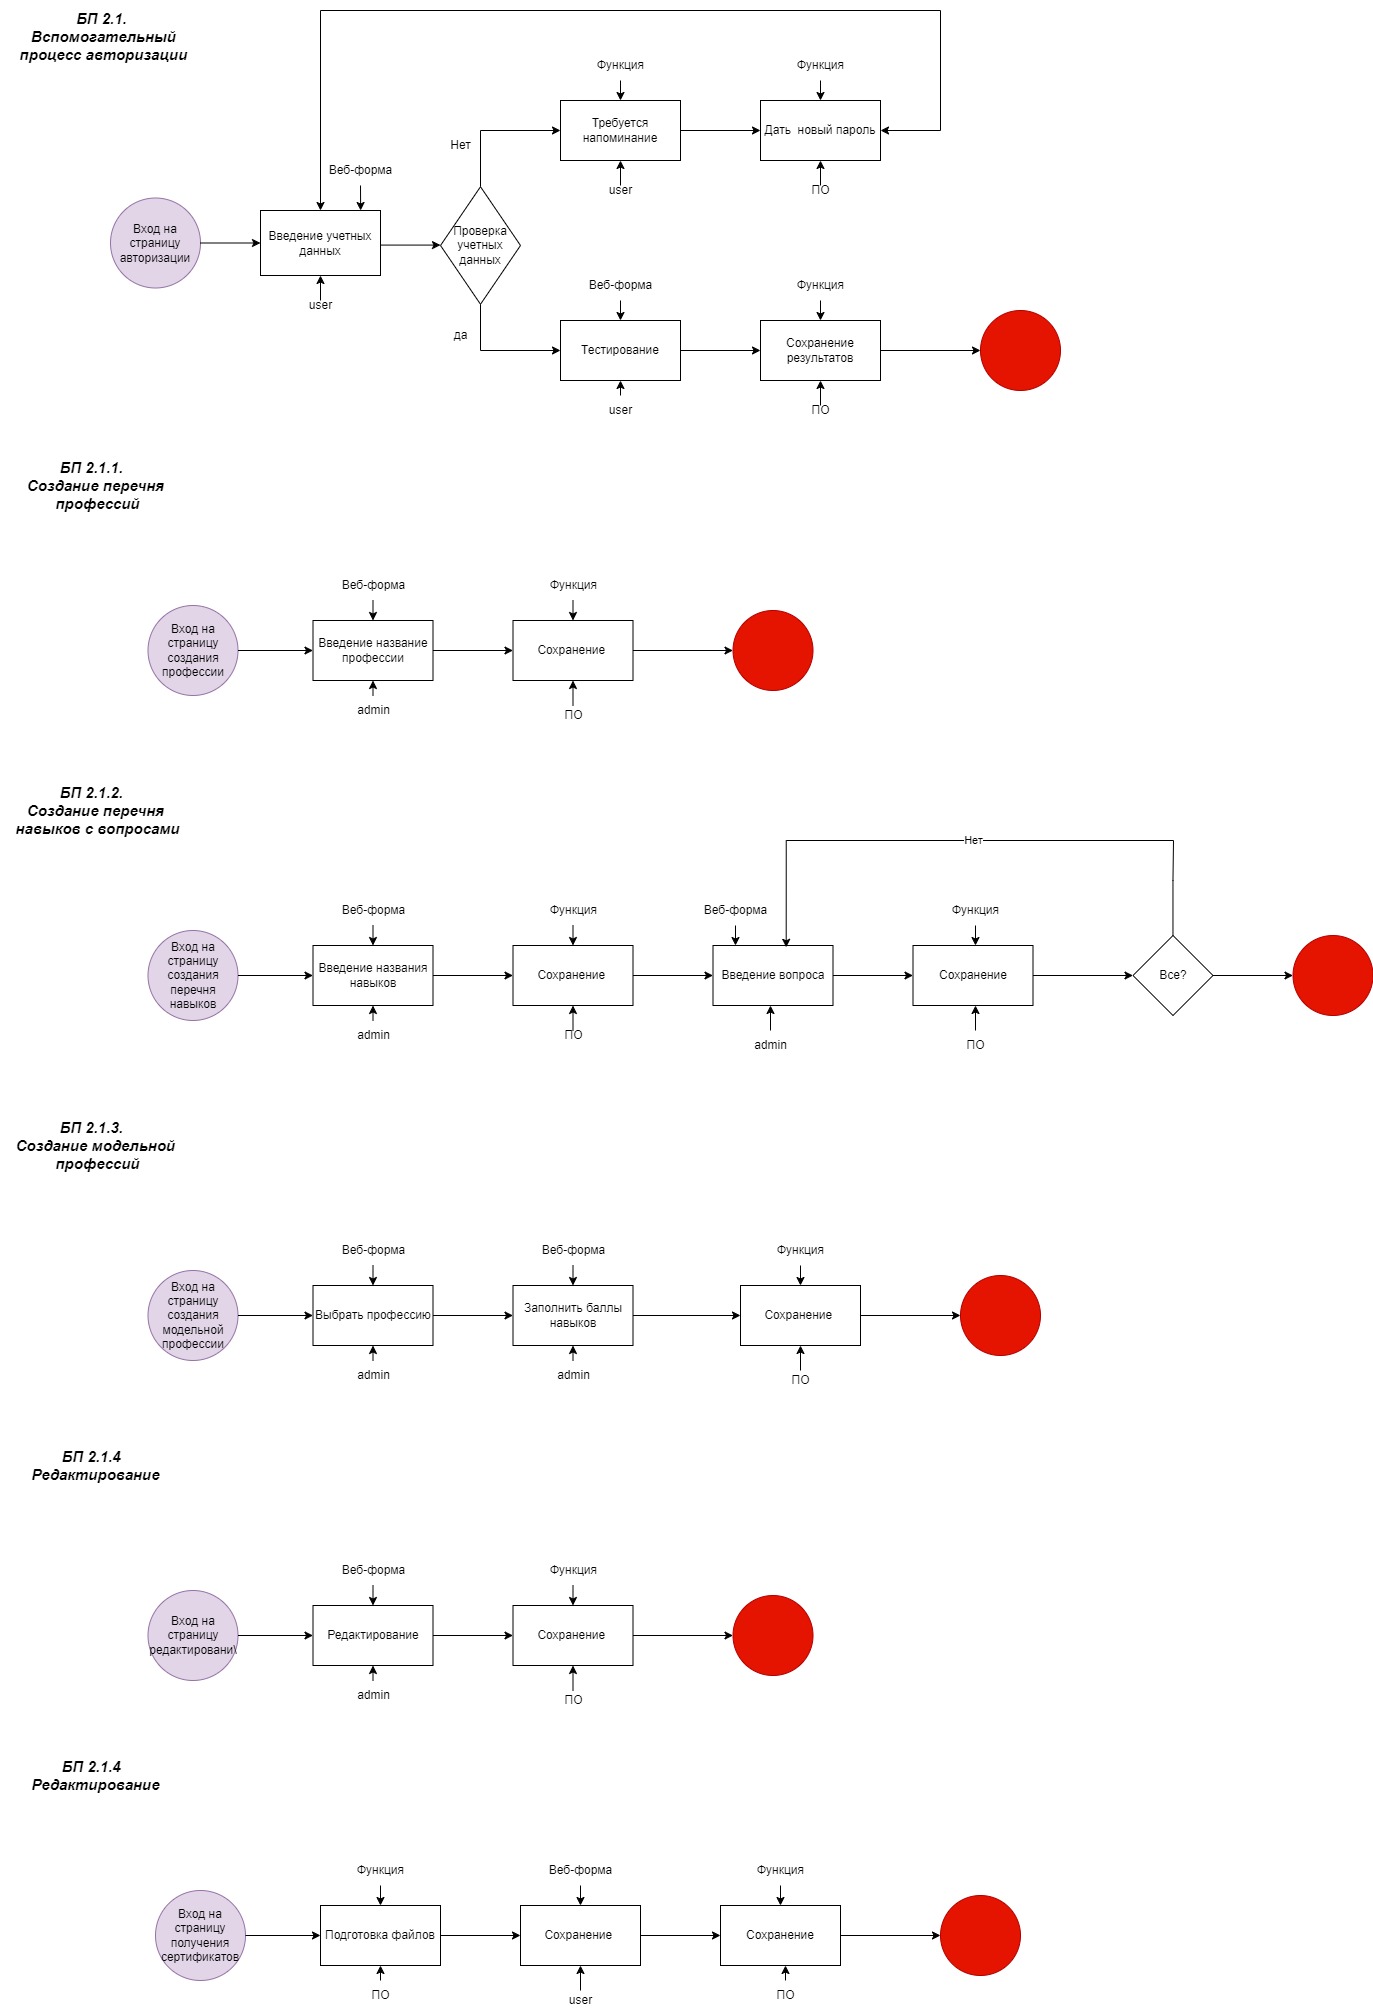 БП 2.1.
Вспомогательный
процесс авторизации
Функция
Функция
Требуется
напоминание
Дать новый пароль
Нет
user
ПО
Веб-форма
Вход на
страницу
авторизации
Введение учетных
данных
Проверка
учетных
данных
user
Веб-форма
Функция
да
Тестирование
Сохранение
результатов
user
ПО
БП 2.1.1.
Создание перечня
профессий
Веб-форма
Функция
Вход на
страницу
создания
профессии
Введение название
профессии
Сохранение
admin
ПО
БП 2.1.2.
Создание перечня
навыков с вопросами
Нет
Веб-форма
Функция
Веб-форма
Функция
Вход на
страницу
создания
перечня
навыков
Введение названия
навыков
Сохранение
Введение вопроса
Сохранение
Все?
admin
ПО
admin
ПО
БП 2.1.3.
Создание модельной
профессий
Веб-форма
Веб-форма
Функция
Вход на
страницу
создания
модельной
профессии
Выбрать профессию
Заполнить баллы
навыков
Сохранение
admin
admin
ПО
БП 2.1.4
Редактирование
Веб-форма
Функция
Вход на
страницу
редактировани\
Редактирование
Сохранение
admin
ПО
БП 2.1.4
Редактирование
Функция
Веб-форма
Функция
Вход на
страницу
получения
сертификатов
Подготовка файлов
Сохранение
Сохранение
ПО
user
ПО